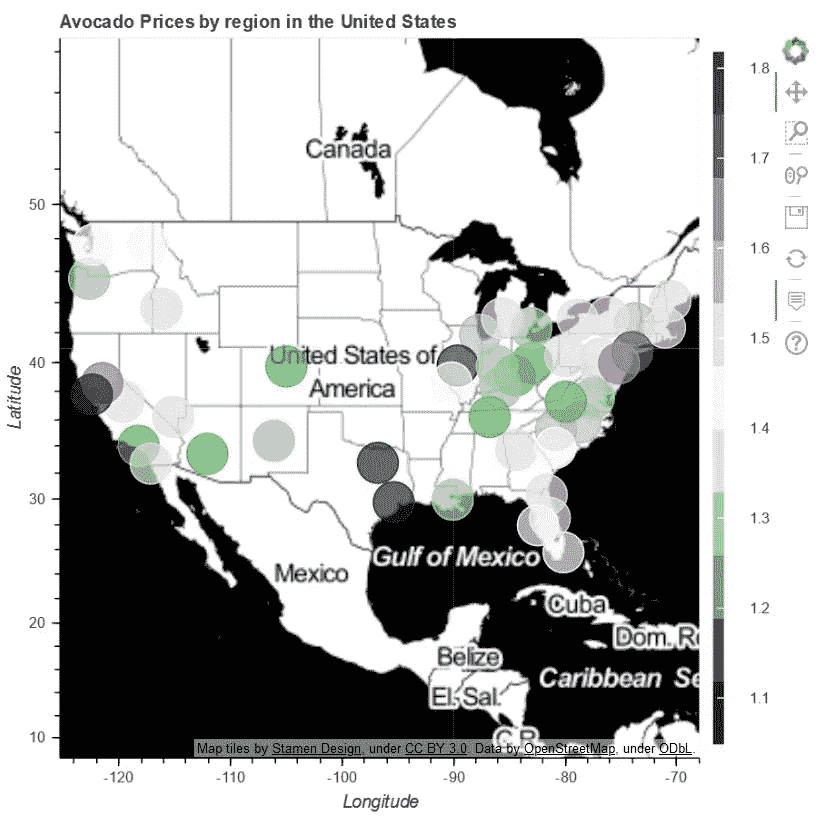 Avocado Prices by region in the United States
1.8
Canada
1.7
50
1.6
1.5
United States of
America
40
Latitude
1.4
1.3
30
Gulf of Mexico
Mexico
1.2
Cuba
20
Dom. R
Belize
Caribbean Se
El. Sal.
1.1
C.R.
10
Map tiles by Stamen Design, under CC BY 3.0. Data by OpenStreetMap, under ODbL.
-120 -110 -100 -90 -80 -70
Longitude